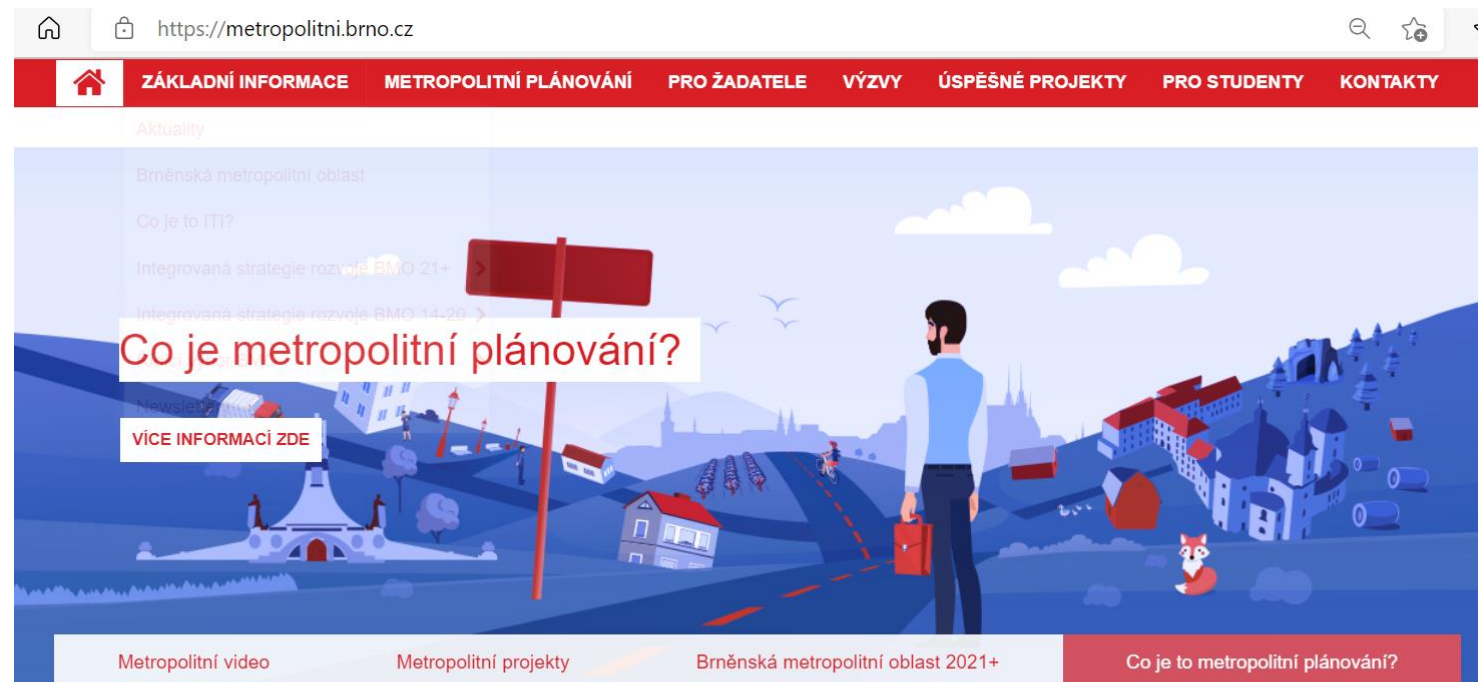 https://metropolitni.brno.cz
ZÁKLADNÍ INFORMACE METROPOLITNÍ PLÁNOVÁNÍ PRO ŽADATELE VÝZVY ÚSPĚŠNÉ PROJEKTY PRO STUDENTY KONTAKTY
Aktuality
Brněnská metropolitní oblast
Co je to ITI?
Integrovaná strategie rozvoje BMO 21+
Integrovaná strategie rozvoje BMO 14-20
Co je metropolitní plánování?
VÍCE INFORMACÍ ZDE
Metropolitní video Metropolitní projekty Brněnská metropolitní oblast 2021+ Co je to metropolitní plánování?